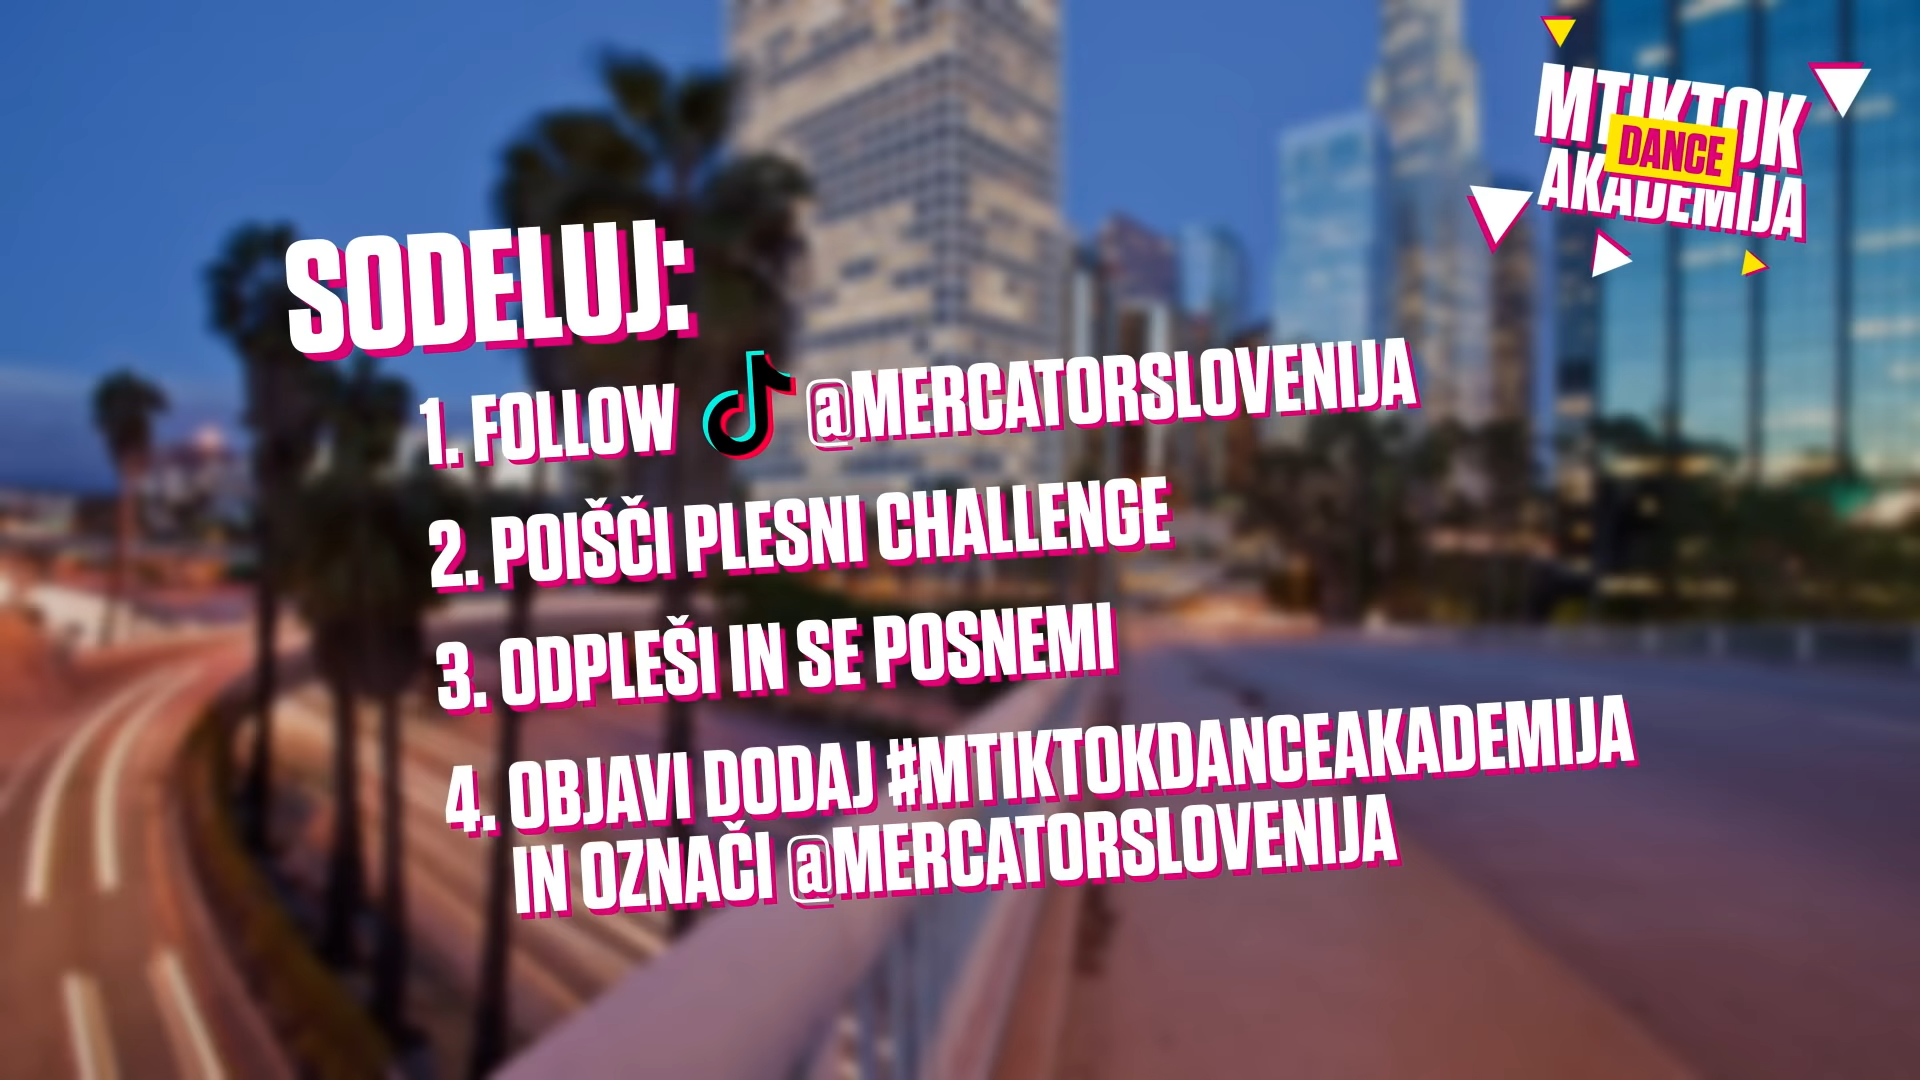 MTIKTOK
DANCE
AKADEMIJA
SODELUJ:
1. FOLLOW @MERCATORSLOVENIJA
2. POIŠČI PLESNI CHALLENGE
3. ODPLEŠI IN SE POSNEMI
4. OBJAVI DODAJ #MTIKTOKDANCEAKADEMIJA
IN OZNAČI @MERCATORSLOVENIJA